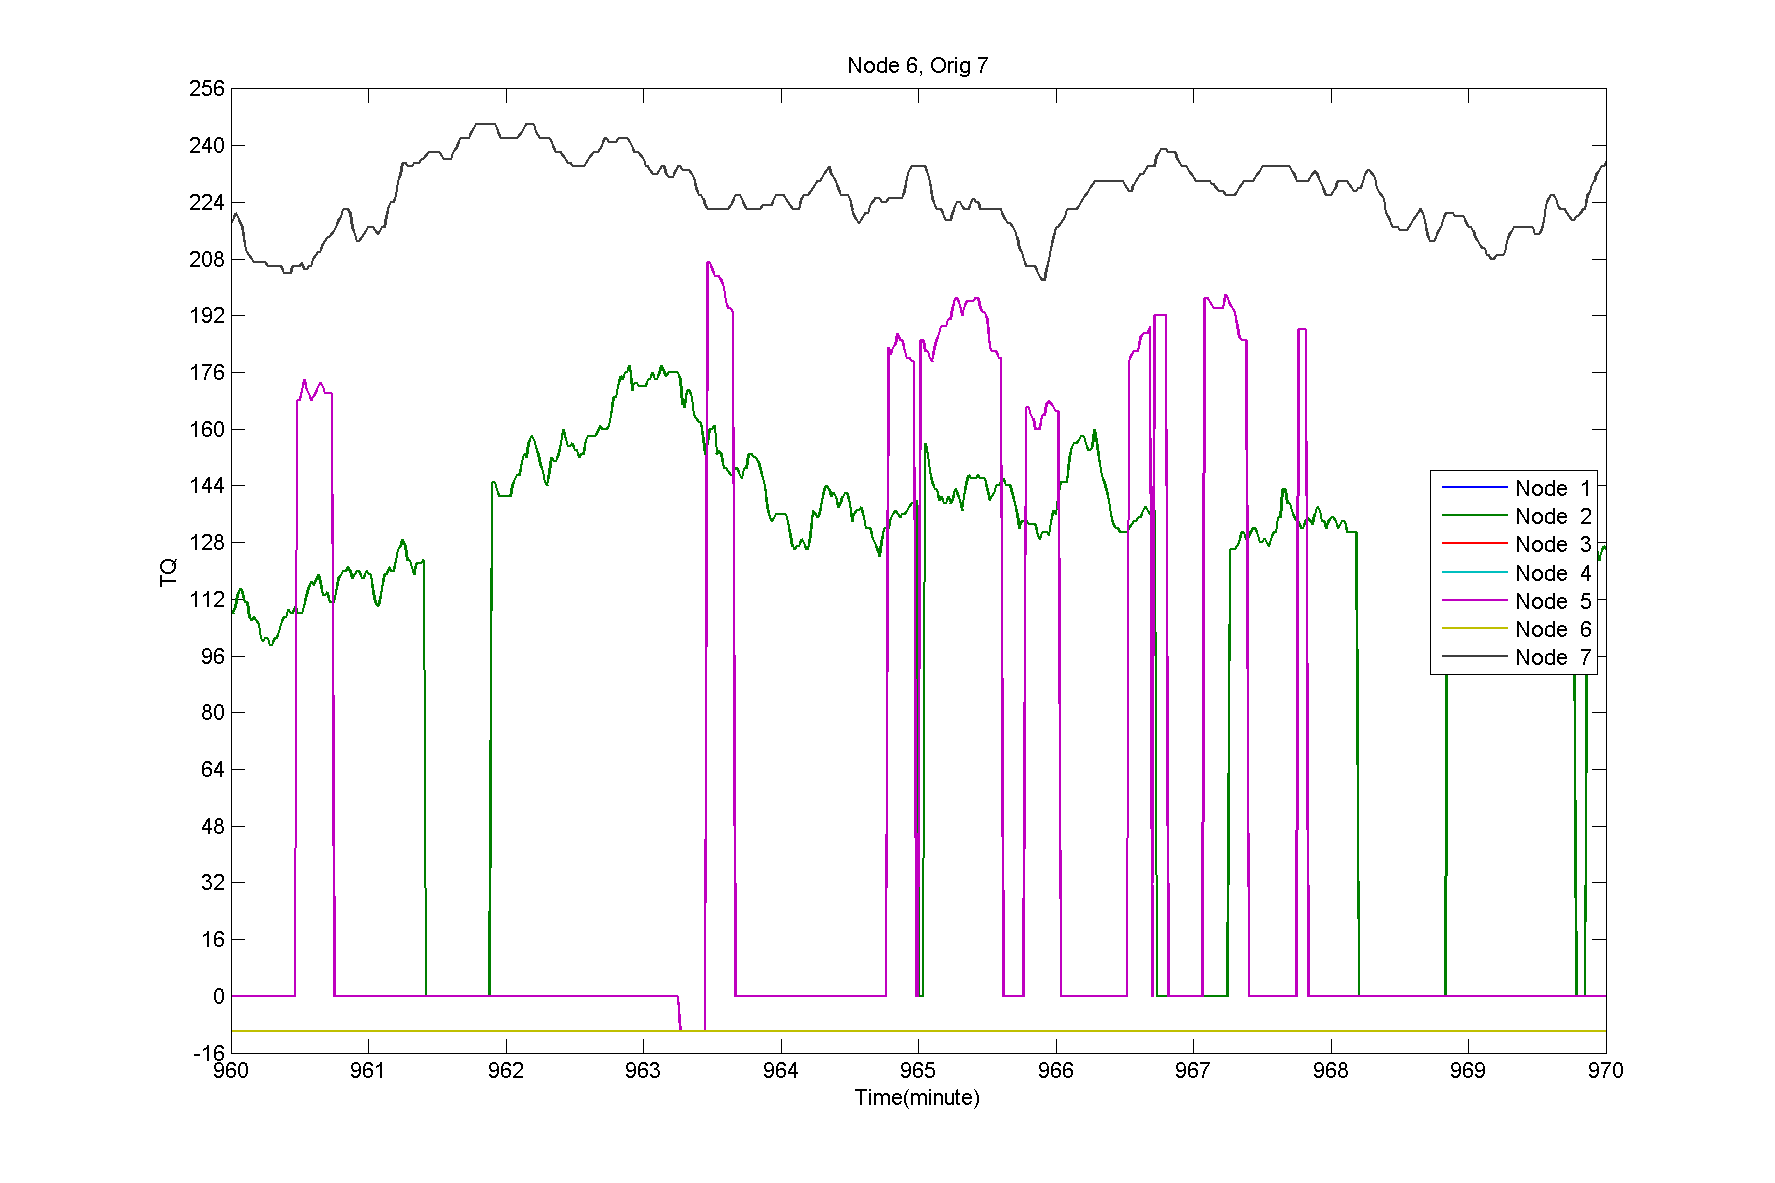 Node 6, Orig 7
256
240
224
208
192
176
160
144
128
112
96
80
64
48
32
16
0
-16
TQ
960 961 962 963 964 965 966 967 968 969 970
Time(minute)
Node 1
Node 2
Node 3
Node 4
Node 5
Node 6
Node 7